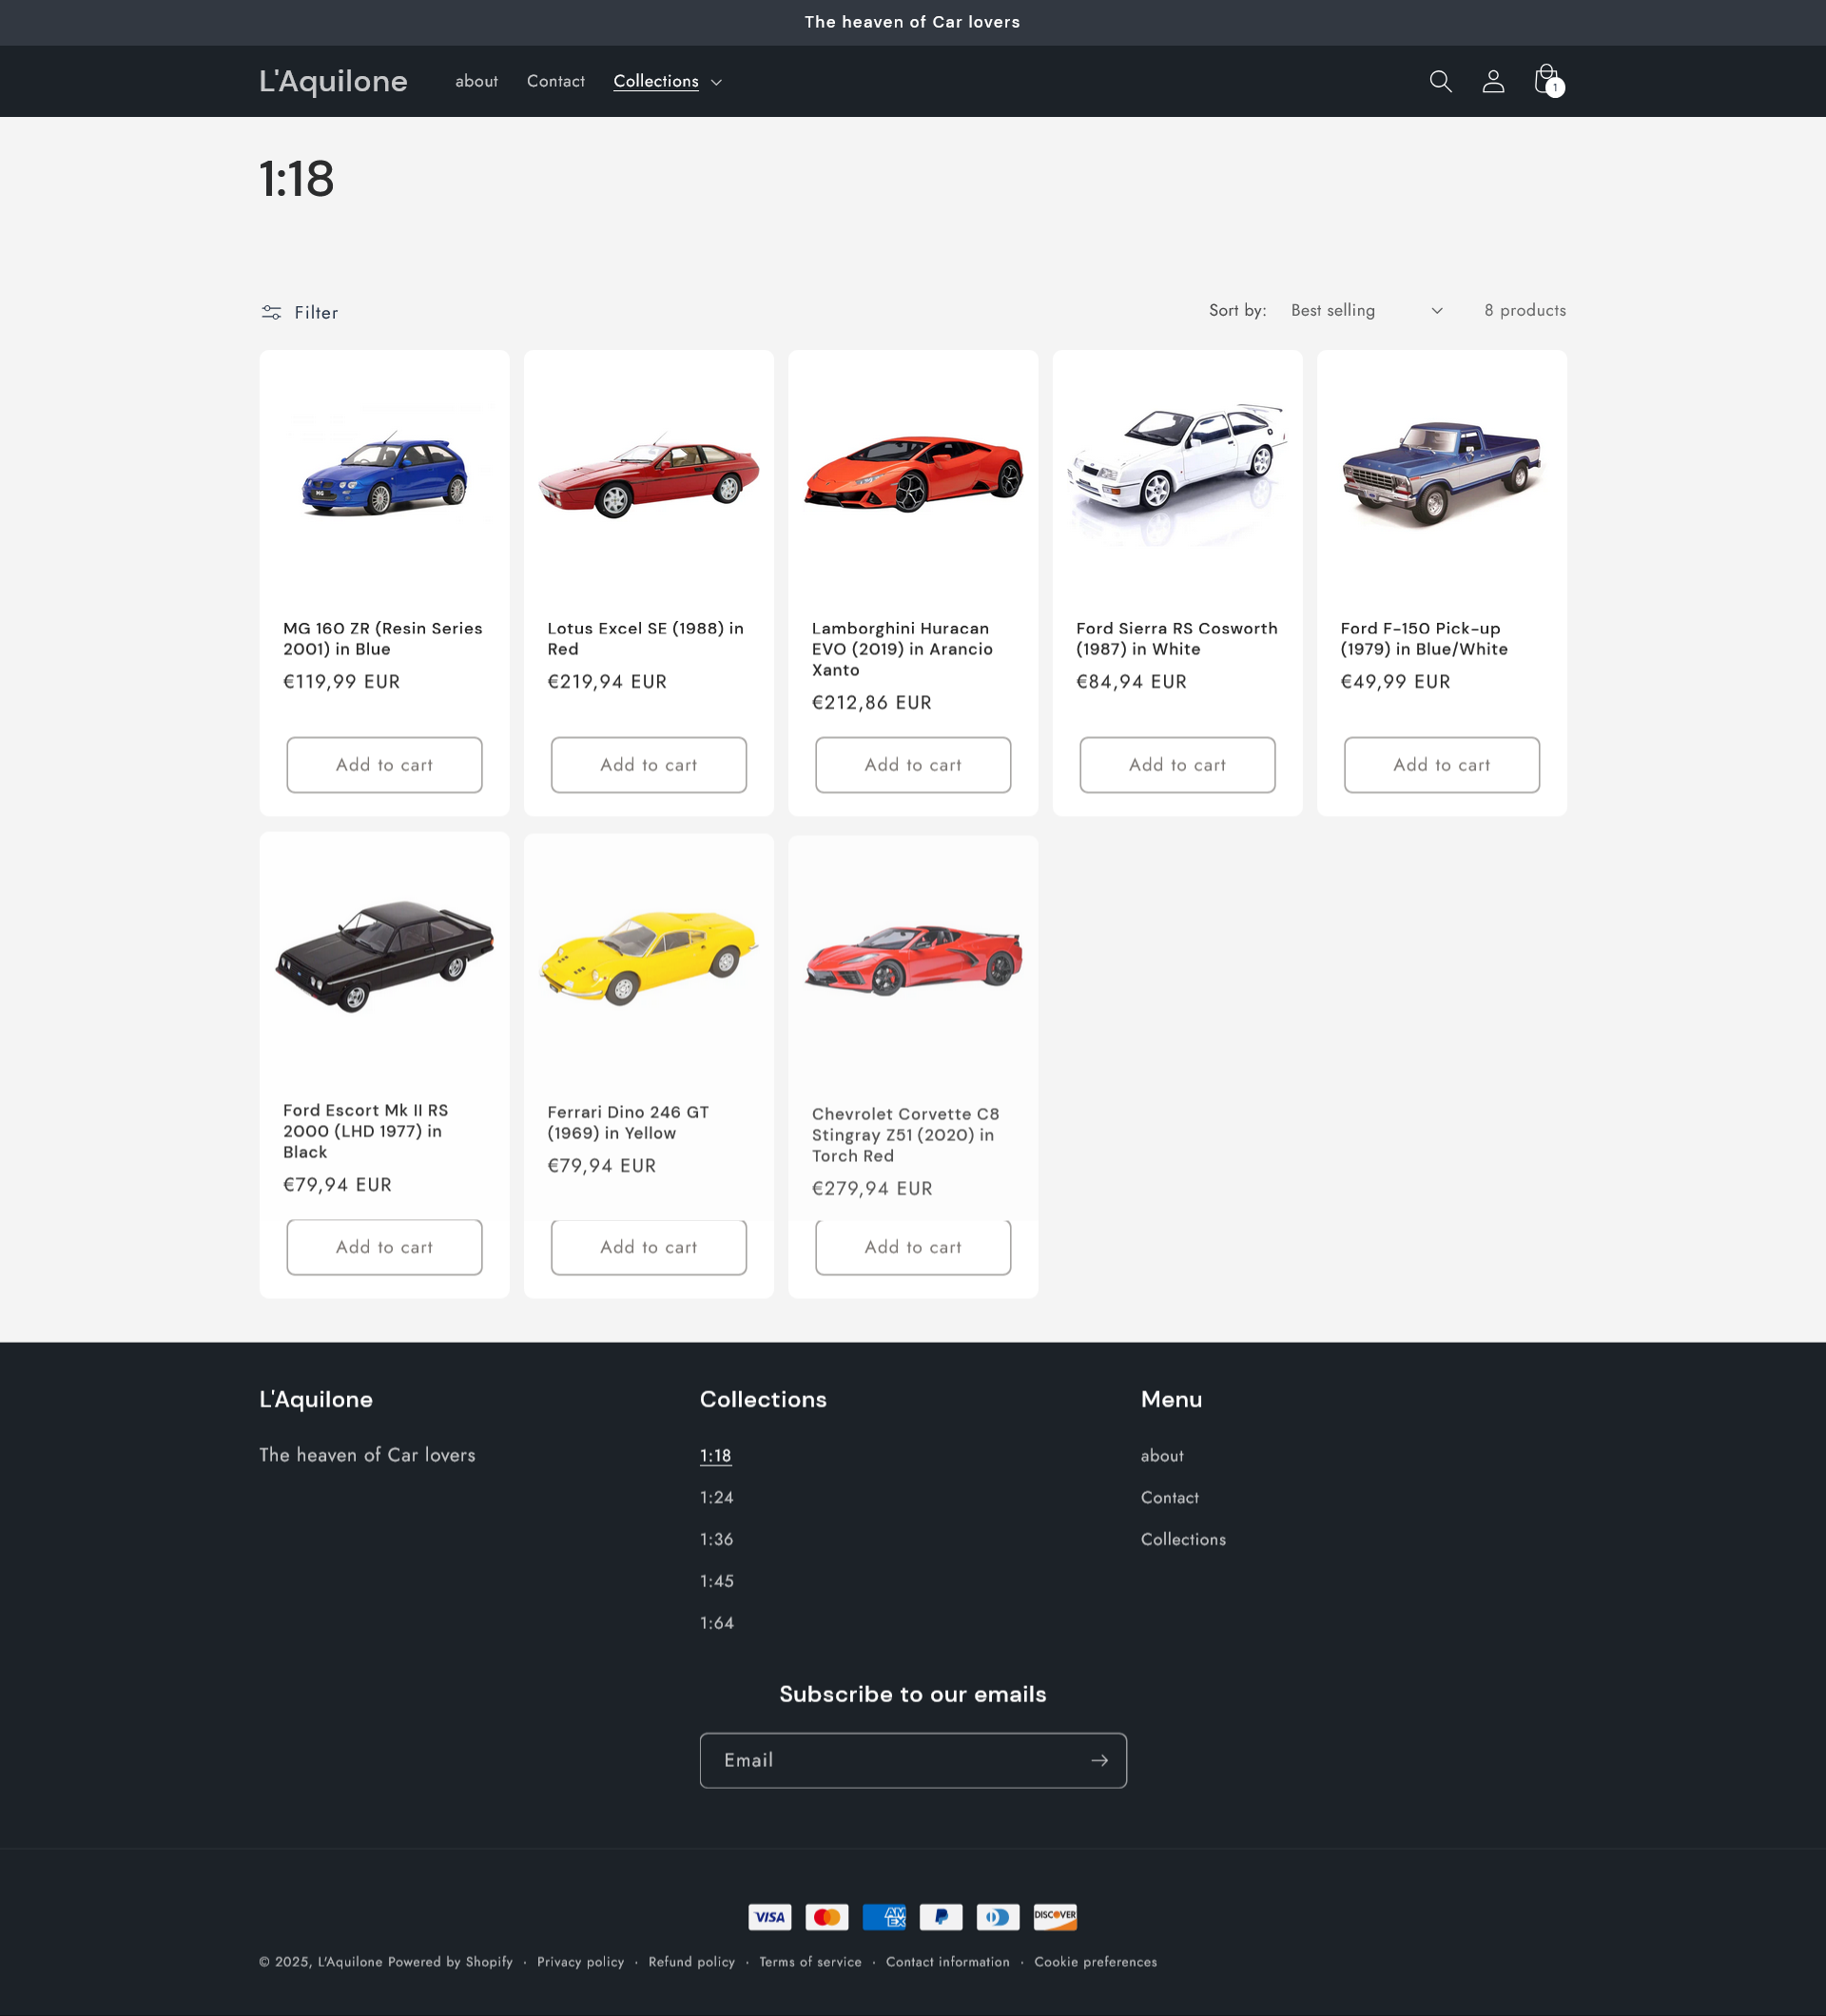 The heaven of Car lovers
L'Aquilone
about
Contact
Collections
1
1:18
Filter
Sort by:
Best selling
8 products
MG 160 ZR (Resin Series
2001) in Blue
€119,99 EUR
Add to cart
Lotus Excel SE (1988) in
Red
€219,94 EUR
Add to cart
Lamborghini Huracan
EVO (2019) in Arancio
Xanto
€212,86 EUR
Add to cart
Ford Sierra RS Cosworth
(1987) in White
€84,94 EUR
Add to cart
Ford F-150 Pick-up
(1979) in Blue/White
€49,99 EUR
Add to cart
Ford Escort Mk II RS
2000 (LHD 1977) in
Black
€79,94 EUR
Add to cart
Ferrari Dino 246 GT
(1969) in Yellow
€79,94 EUR
Add to cart
Chevrolet Corvette C8
Stingray Z51 (2020) in
Torch Red
€279,94 EUR
Add to cart
L'Aquilone
The heaven of Car lovers
Collections
1:18
1:24
1:36
1:45
1:64
Menu
about
Contact
Collections
Subscribe to our emails
Email
VISA
AMEX
DISCOVER
© 2025, L'Aquilone Powered by Shopify · Privacy policy · Refund policy · Terms of service · Contact information · Cookie preferences